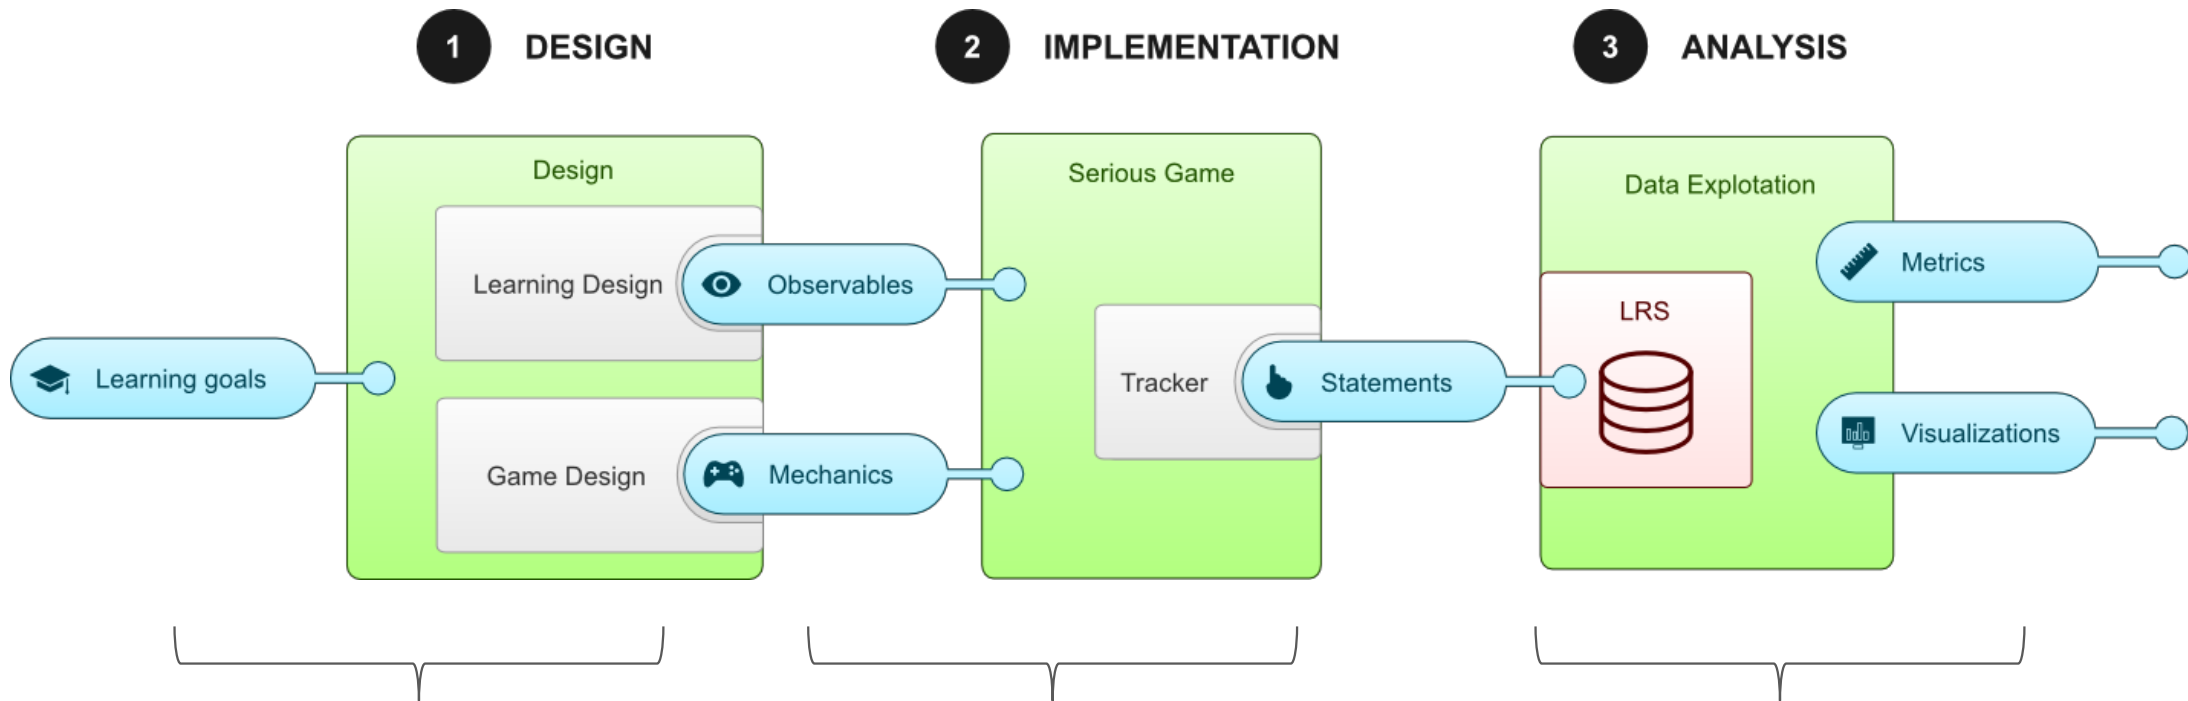 1 DESIGN
2 IMPLEMENTATION
3 ANALYSIS
Design
Learning Design
Observables
Learning goals
Game Design
Mechanics
Serious Game
Tracker
Statements
Data Explotation
LRS
Metrics
Visualizations